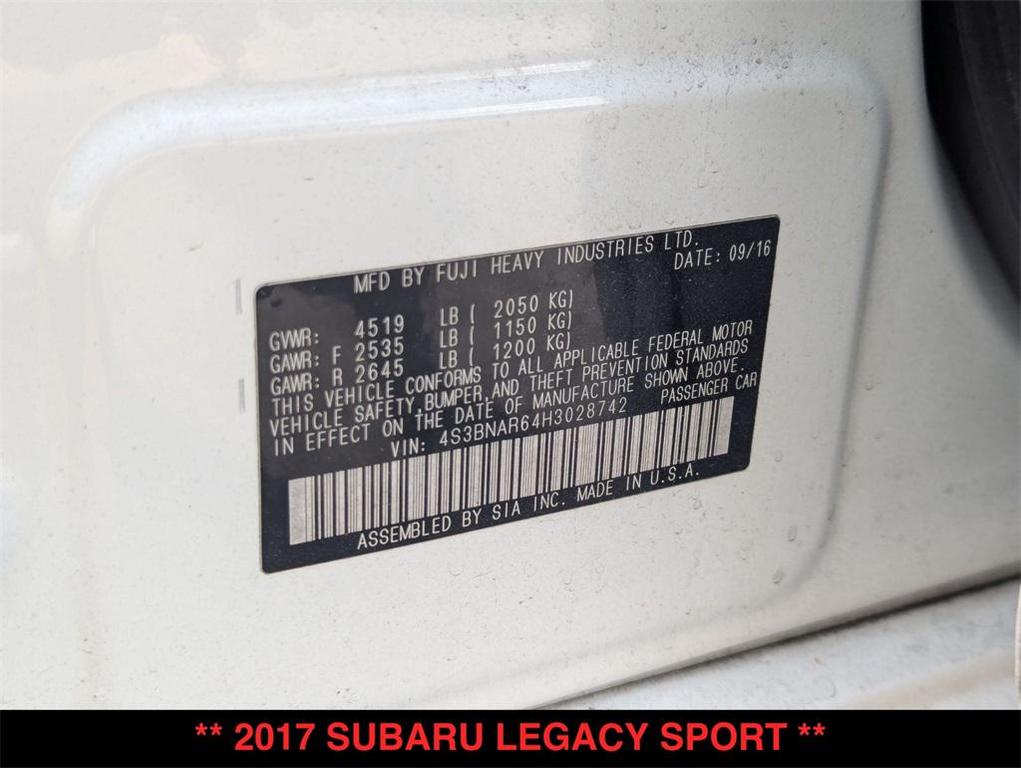 MFD BY FUJI HEAVY INDUSTRIES LTD.
DATE: 09/16
GVWR: 4519 LB ( 2050 KG)
GAWR: F 2535 LB ( 1150 KG)
GAWR: R 2645 LB ( 1200 KG)
THIS VEHICLE CONFORMS TO ALL APPLICABLE FEDERAL MOTOR
VEHICLE SAFETY, BUMPER, AND THEFT PREVENTION STANDARDS
IN EFFECT ON THE DATE OF MANUFACTURE SHOWN ABOVE.
VIN: 4S3BNAR64H3028742 PASSENGER CAR
ASSEMBLED BY SIA INC. MADE IN U.S.A.
** 2017 SUBARU LEGACY SPORT **